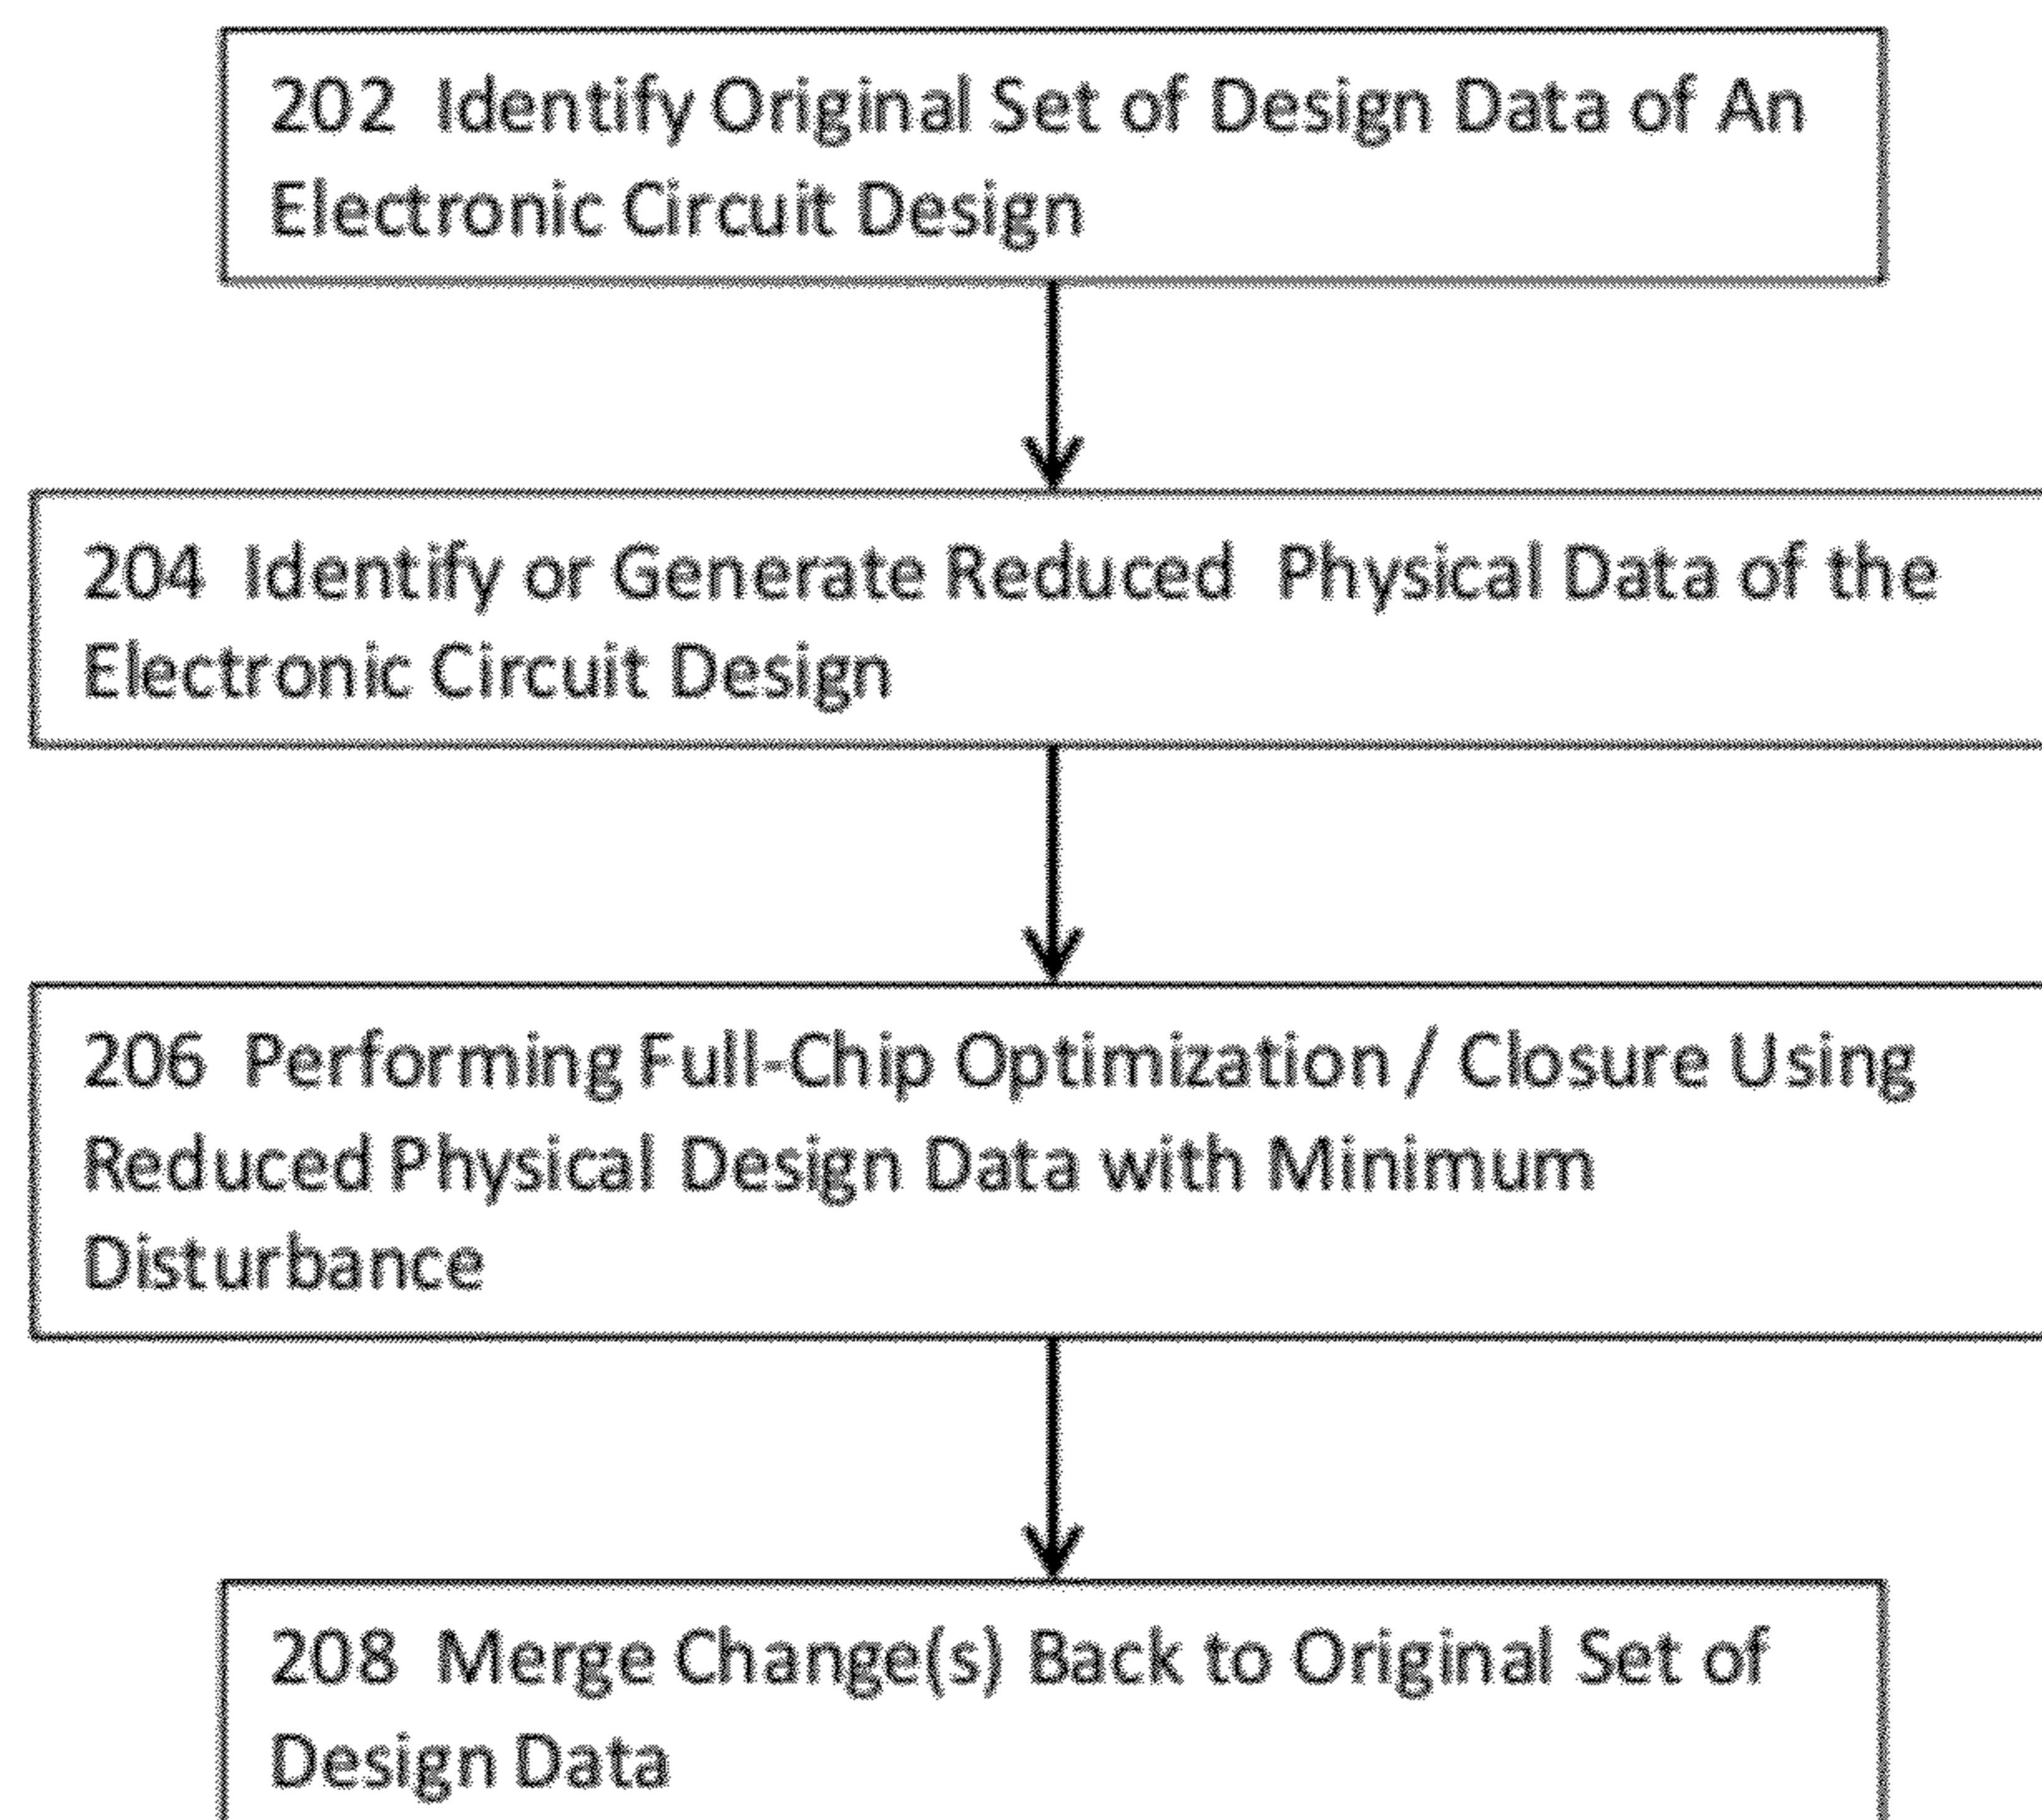 202 Identify Original Set of Design Data of An
Electronic Circuit Design
204 Identify or Generate Reduced Physical Data of the
Electronic Circuit Design
206 Performing Full-Chip Optimization / Closure Using
Reduced Physical Design Data with Minimum
Disturbance
208 Merge Change(s) Back to Original Set of
Design Data